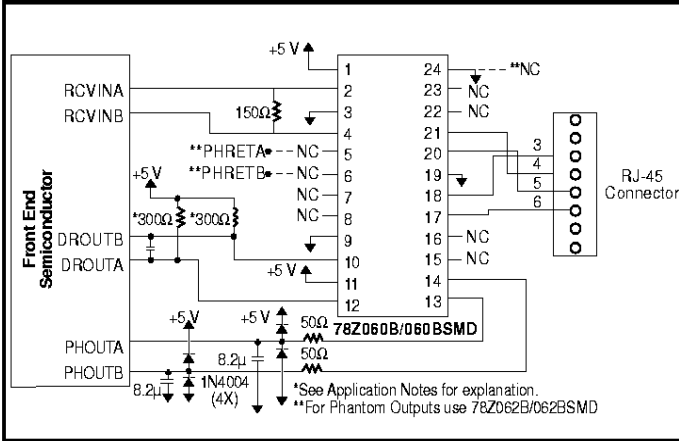 +5 V
1
24
**NC
RCVINA
2
23
NC
RCVINB
150Ω
3
22
NC
4
21
**PHRETA
NC
5
20
3
**PHRETB
NC
6
19
4
+5 V
NC
7
18
5
RJ-45
Connector
NC
8
17
6
*300Ω
*300Ω
9
16
NC
Front End
Semiconductor
DROUTB
10
15
NC
DROUTA
+5 V
11
14
12
13
+5 V
+5 V
50Ω
78Z060B/060BSMD
PHOUTA
8.2μ
50Ω
PHOUTB
8.2μ
1N4004
(4X)
*See Application Notes for explanation.
**For Phantom Outputs use 78Z062B/062BSMD